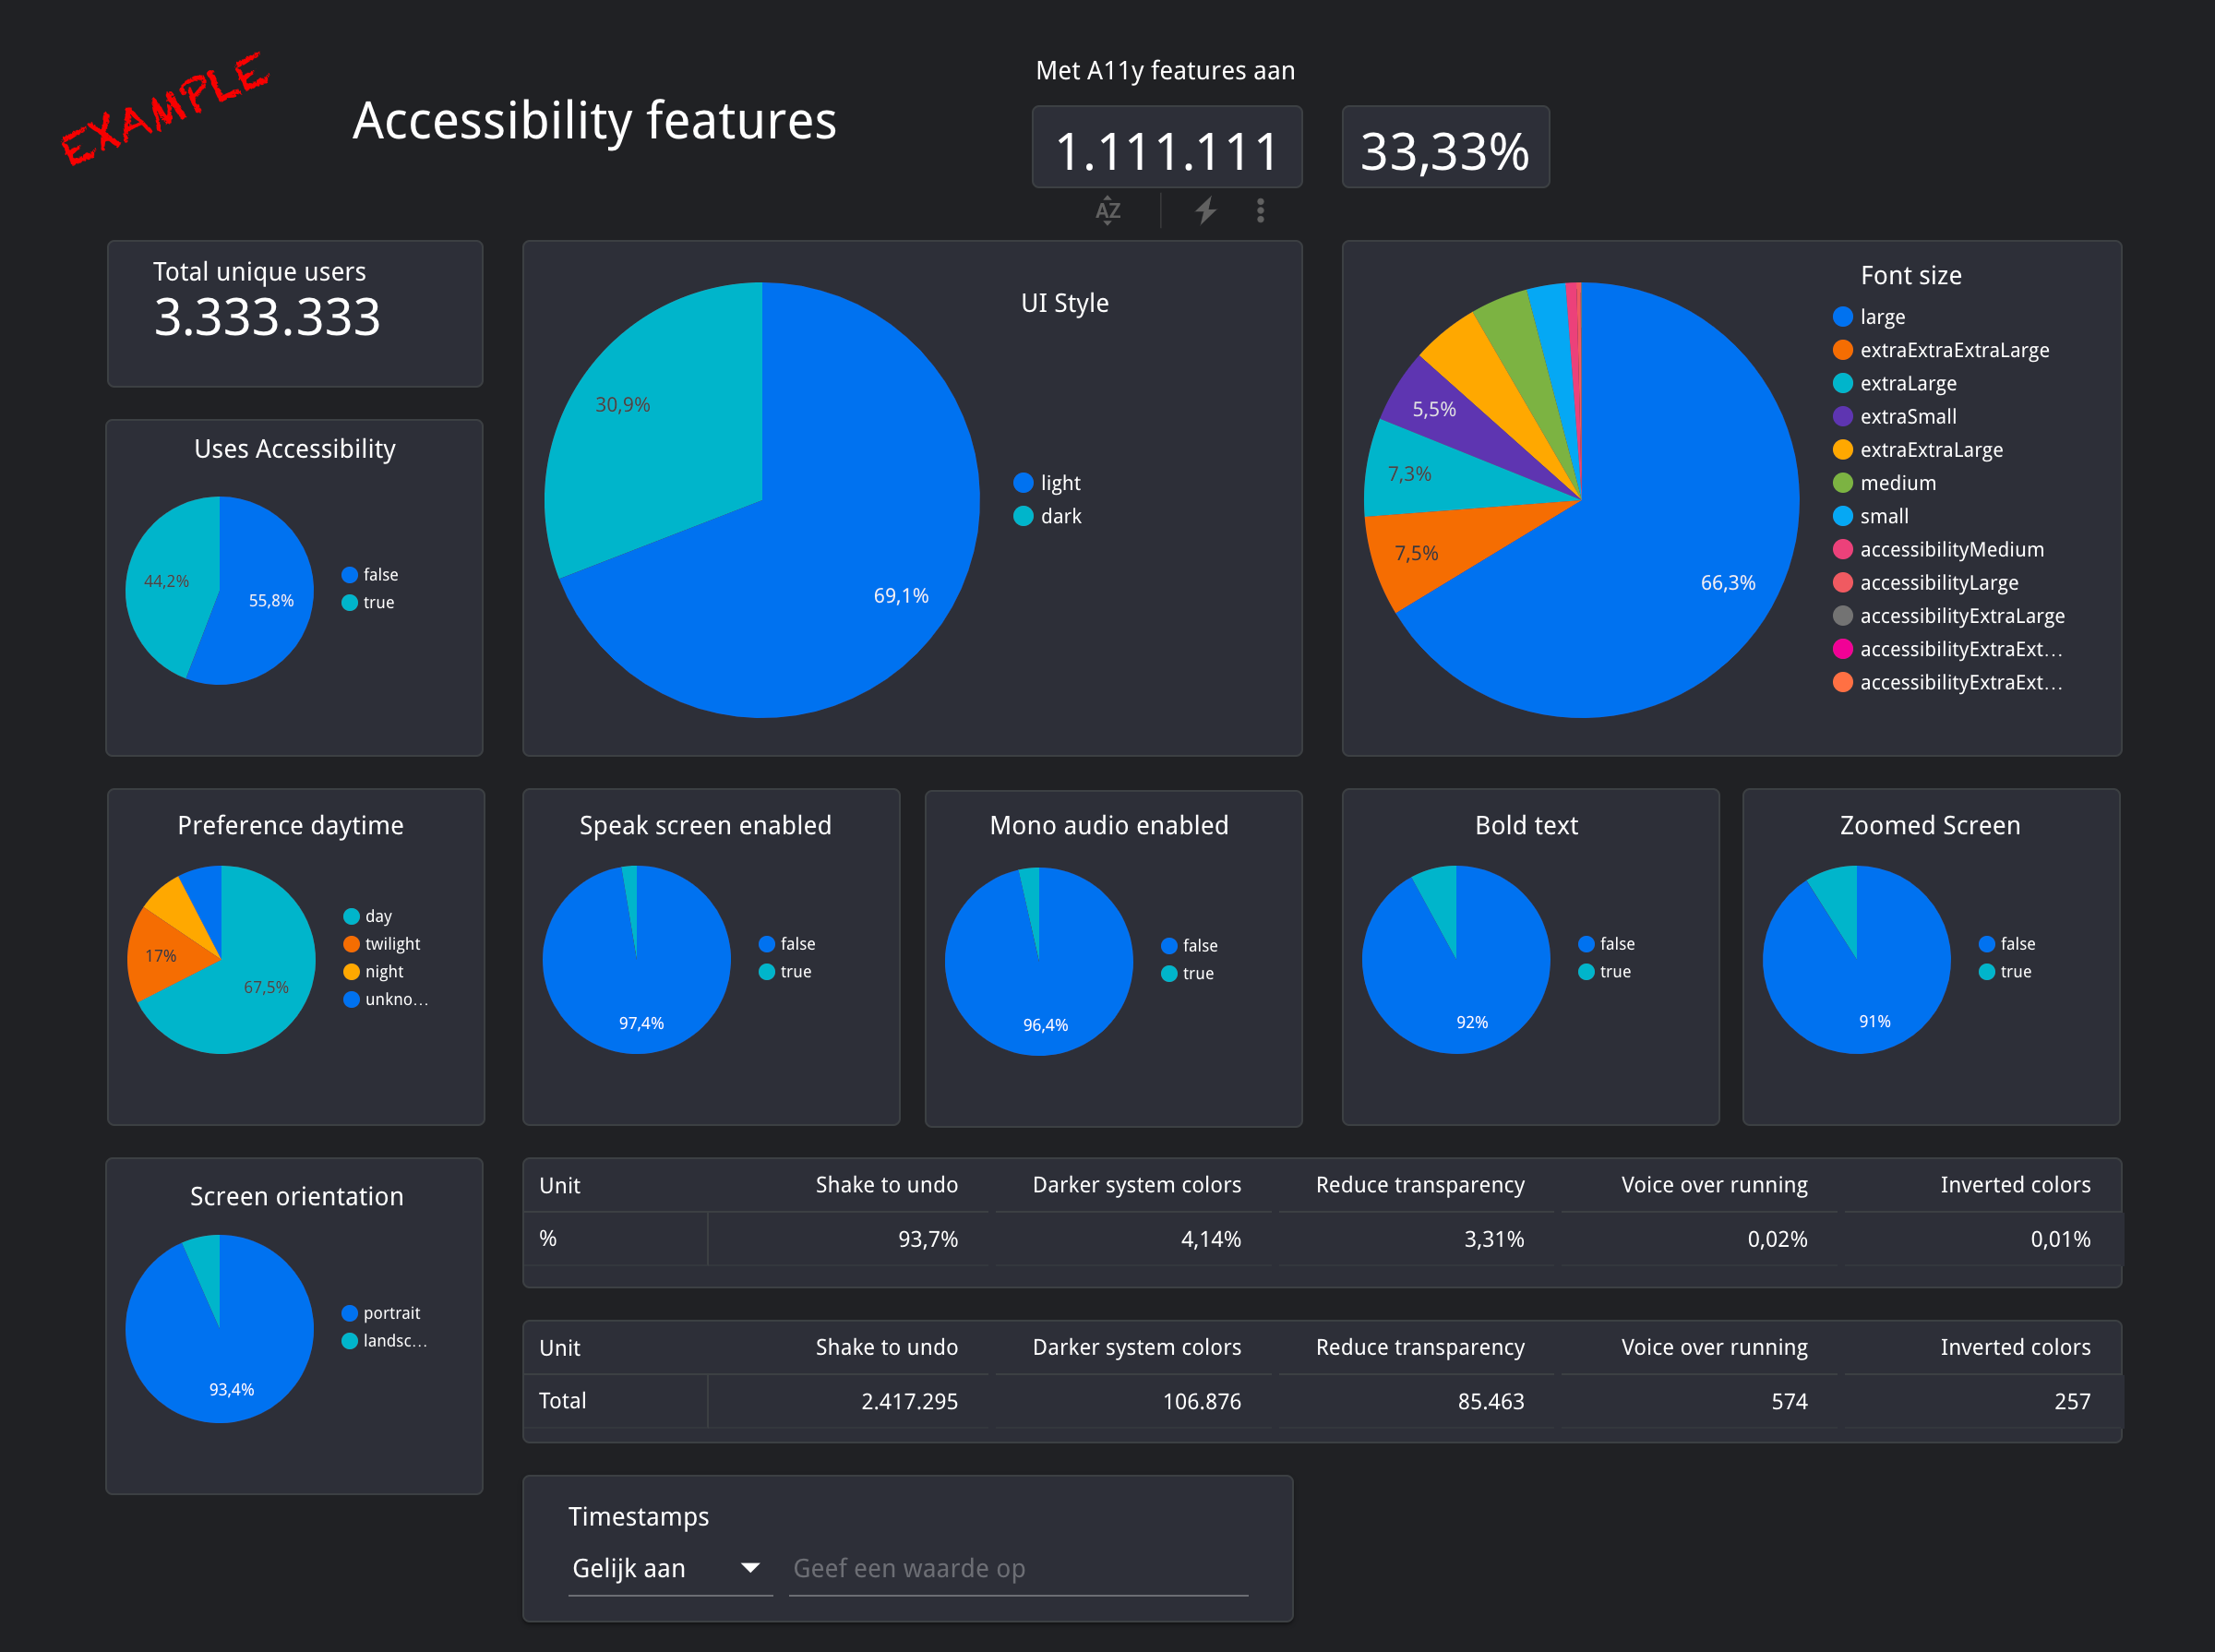 EXAMPLE
Accessibility features
Met A11y features aan
1.111.111
33,33%
AZ
Total unique users
3.333.333
Uses Accessibility
44,2%
55,8%
false
true
UI Style
30,9%
69,1%
light
dark
Font size
5,5%
7,3%
7,5%
66,3%
large
extraExtraExtraLarge
extraLarge
extraSmall
extraExtraLarge
medium
small
accessibilityMedium
accessibilityLarge
accessibilityExtraLarge
accessibilityExtraExt...
accessibilityExtraExt...
Preference daytime
17%
67,5%
day
twilight
night
unkno...
Speak screen enabled
97,4%
false
true
Mono audio enabled
96,4%
false
true
Bold text
92%
false
true
Zoomed Screen
91%
false
true
Screen orientation
93,4%
portrait
landsc...
Unit Shake to undo Darker system colors Reduce transparency Voice over running Inverted colors
% 93,7% 4,14% 3,31% 0,02% 0,01%
Unit Shake to undo Darker system colors Reduce transparency Voice over running Inverted colors
Total 2.417.295 106.876 85.463 574 257
Timestamps
Gelijk aan Geef een waarde op